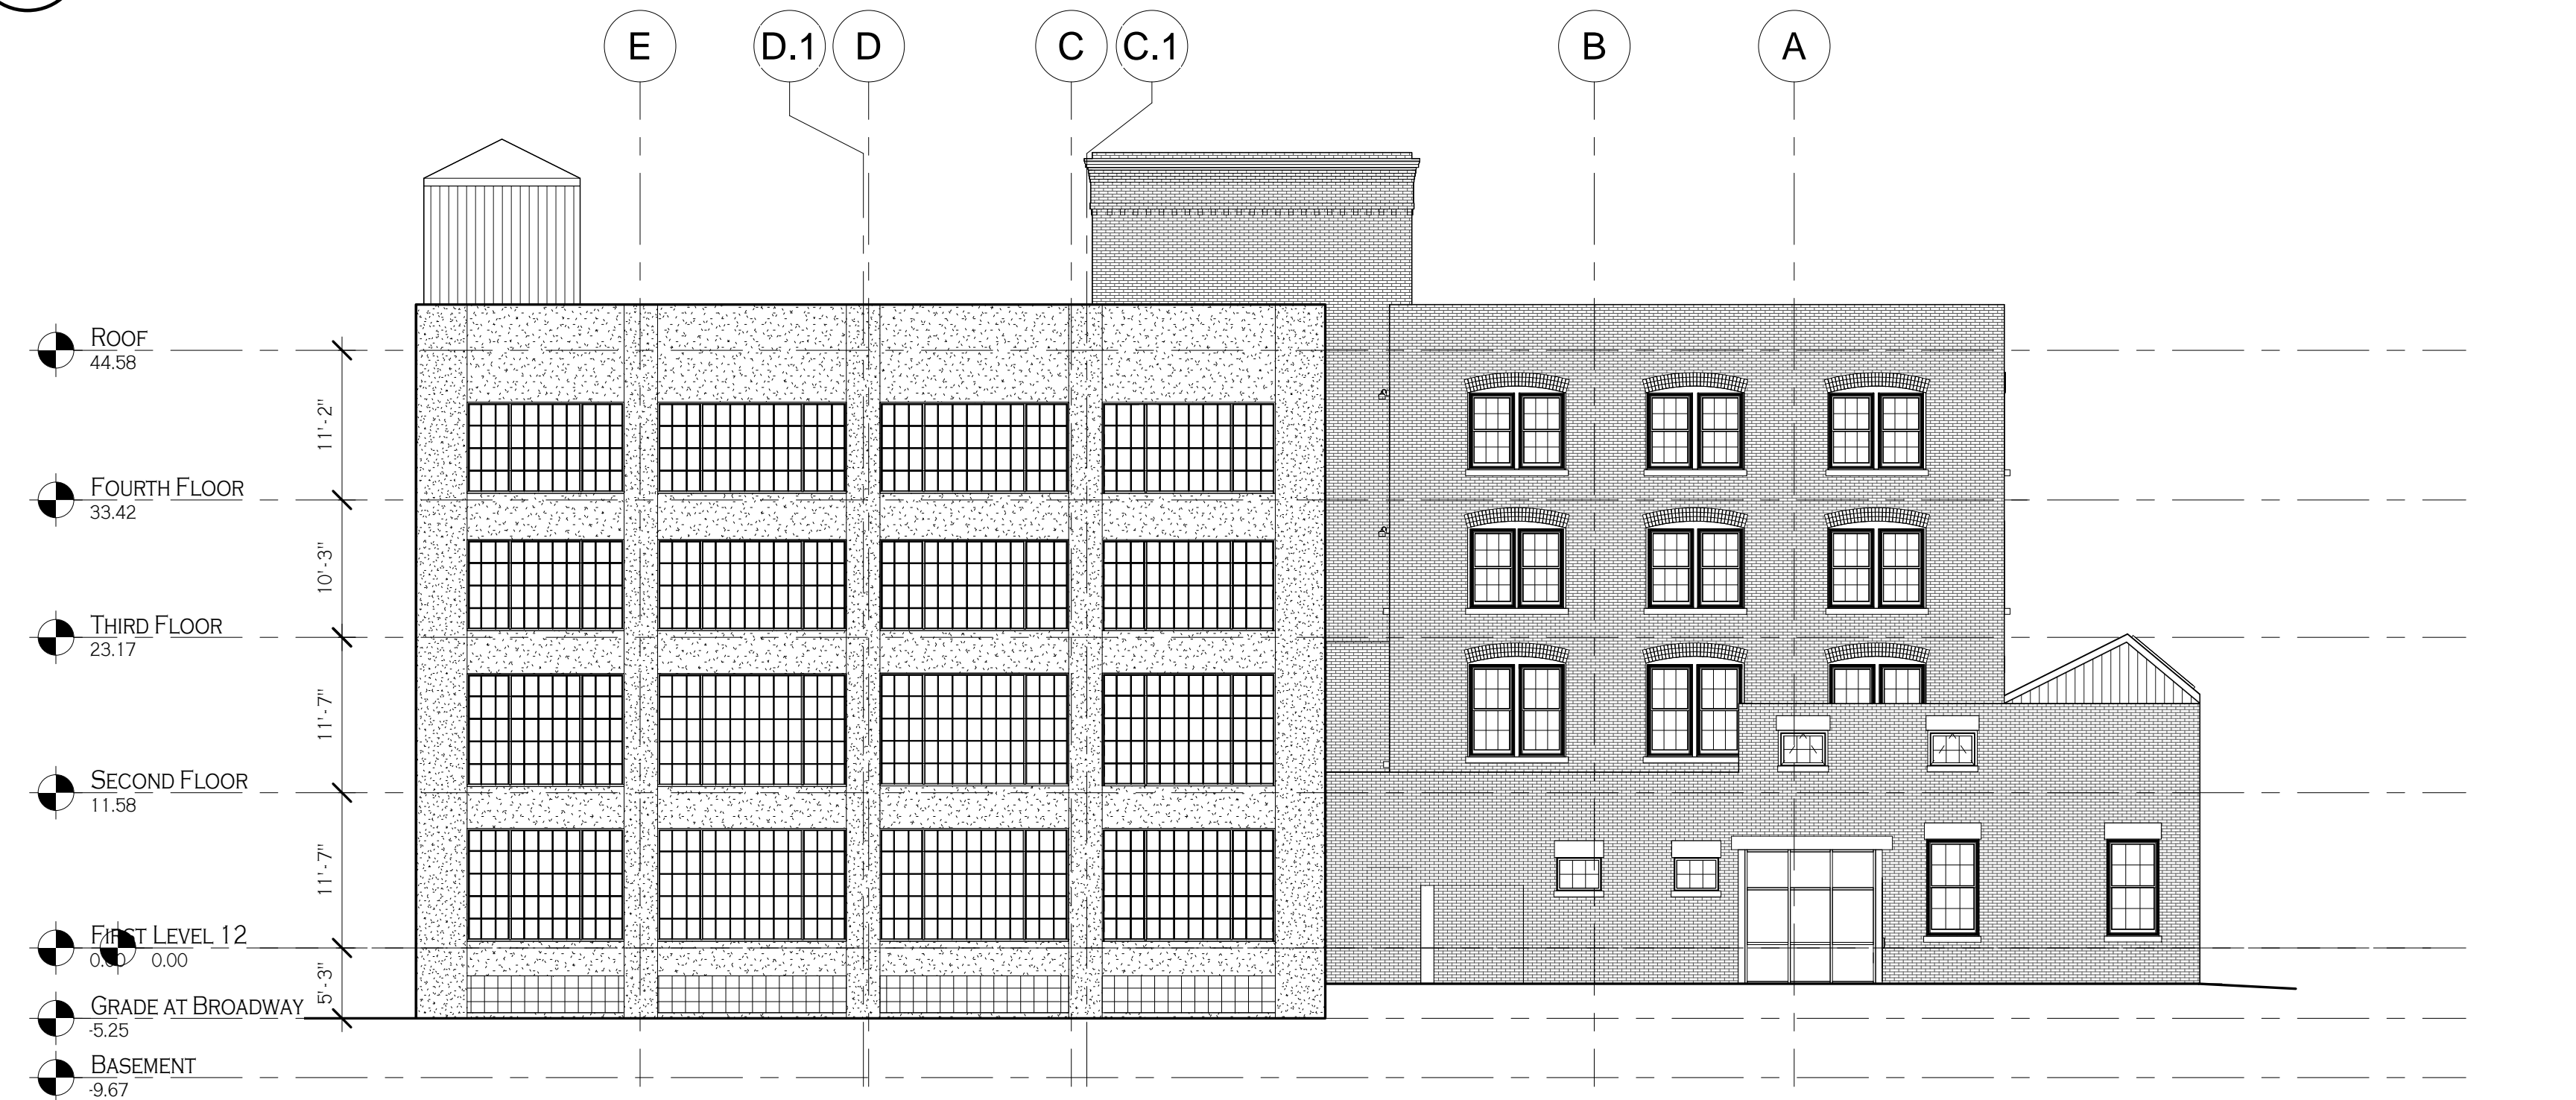 E
D.1
D
C
C.1
B
A
ROOF
44.58
11'-2"
FOURTH FLOOR
33.42
10'-3"
THIRD FLOOR
23.17
11'-7"
SECOND FLOOR
11.58
11'-7"
FIRST LEVEL 12
0.00 0.00
5'-3"
GRADE AT BROADWAY
-5.25
BASEMENT
-9.67